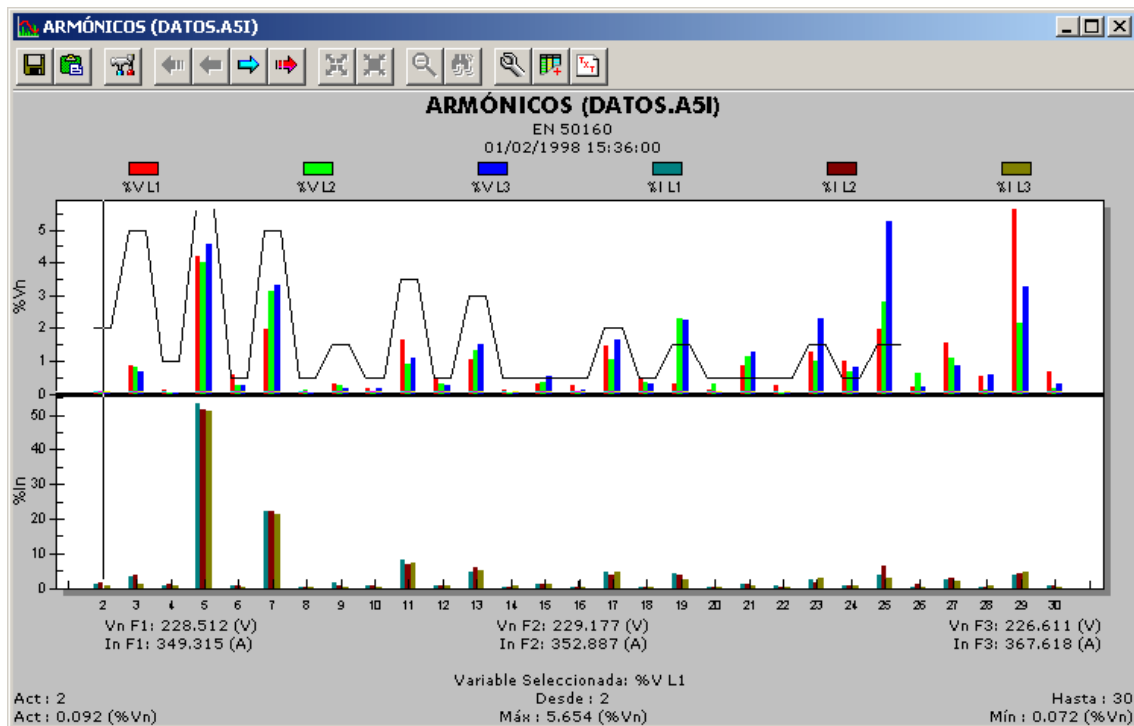 ARMÓNICOS (DATOS.A5I)
TXT
ARMÓNICOS (DATOS.A5I)
EN 50160
01/02/1998 15:36:00
%V L1 %V L2 %V L3 %I L1 %I L2 %I L3
%Vn
5
4
3
2
1
0
%In
50
40
30
20
10
0
2 3 4 5 6 7 8 9 10 11 12 13 14 15 16 17 18 19 20 21 22 23 24 25 26 27 28 29 30
Vn F1: 228.512 (V) Vn F2: 229.177 (V) Vn F3: 226.611 (V)
In F1: 349.315 (A) In F2: 352.887 (A) In F3: 367.618 (A)
Variable Seleccionada: %V L1
Act : 2 Desde : 2 Hasta : 30
Act : 0.092 (%Vn) Máx : 5.654 (%Vn) Mín : 0.072 (%Vn)